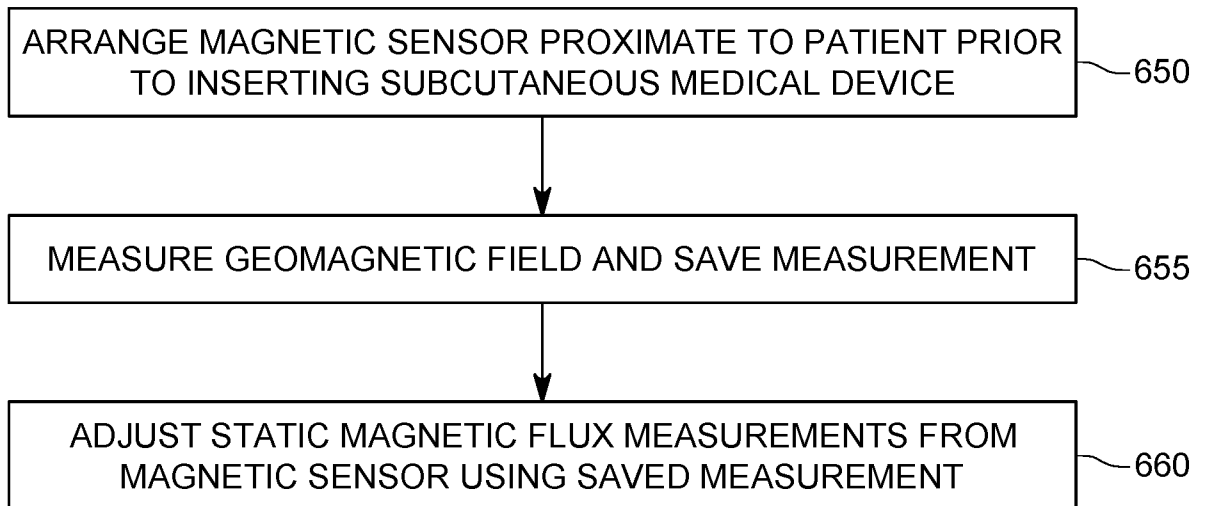 ARRANGE MAGNETIC SENSOR PROXIMATE TO PATIENT PRIOR
TO INSERTING SUBCUTANEOUS MEDICAL DEVICE
650
MEASURE GEOMAGNETIC FIELD AND SAVE MEASUREMENT
655
ADJUST STATIC MAGNETIC FLUX MEASUREMENTS FROM
MAGNETIC SENSOR USING SAVED MEASUREMENT
660